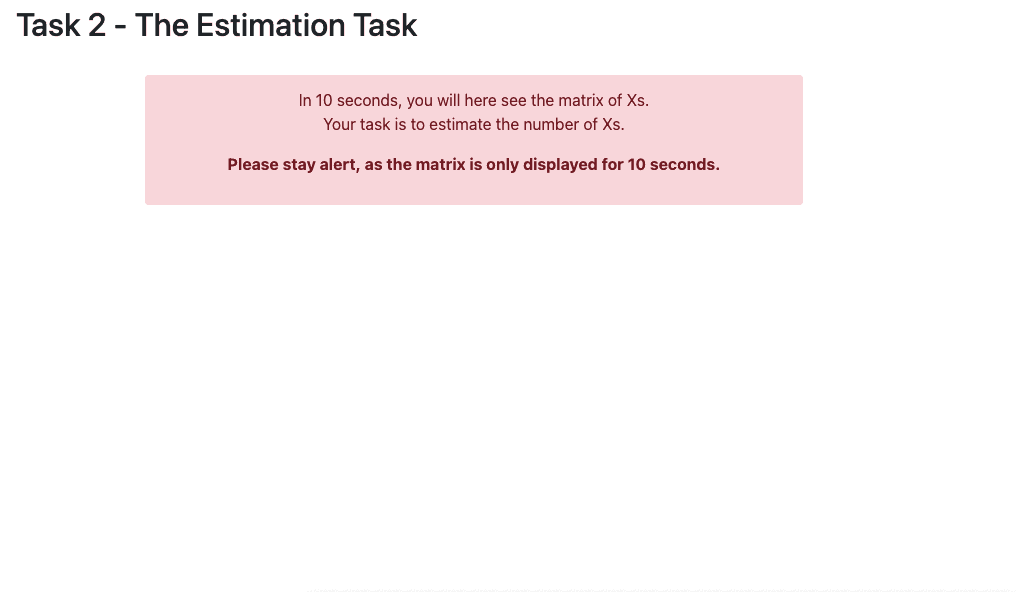 Task 2 - The Estimation Task
In 10 seconds, you will here see the matrix of Xs.
Your task is to estimate the number of Xs.
Please stay alert, as the matrix is only displayed for 10 seconds.